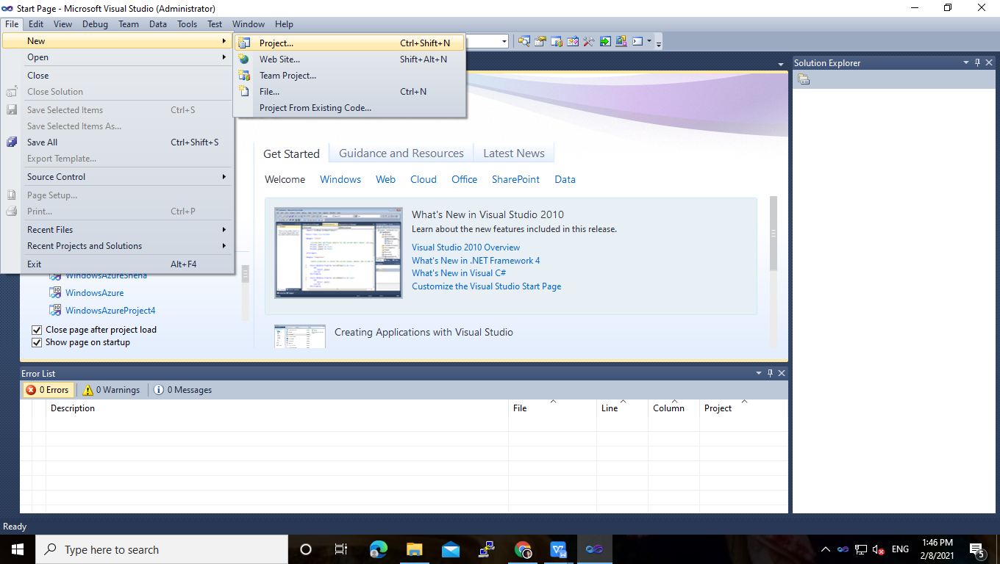 Start Page - Microsoft Visual Studio (Administrator)
File Edit View Debug Team Data Tools Test Window Help
New
Open
Close
Close Solution
Save Selected Items Ctrl+S
Save Selected Items As...
Save All Ctrl+Shift+S
Export Template...
Source Control
Page Setup...
Print... Ctrl+P
Recent Files
Recent Projects and Solutions
Exit Alt+F4
Project... Ctrl+Shift+N
Web Site... Shift+Alt+N
Team Project...
File... Ctrl+N
Project From Existing Code...
WindowsAzureSneha
WindowsAzure
WindowsAzureProject4
Close page after project load
Show page on startup
Get Started Guidance and Resources Latest News
Welcome Windows Web Cloud Office SharePoint Data
What's New in Visual Studio 2010
Learn about the new features included in this release.
Visual Studio 2010 Overview
What's New in .NET Framework 4
What's New in Visual C#
Customize the Visual Studio Start Page
Creating Applications with Visual Studio
Solution Explorer
Error List
0 Errors 0 Warnings 0 Messages
Description File Line Column Project
Ready
Type here to search
ENG
1:46 PM
2/8/2021
5